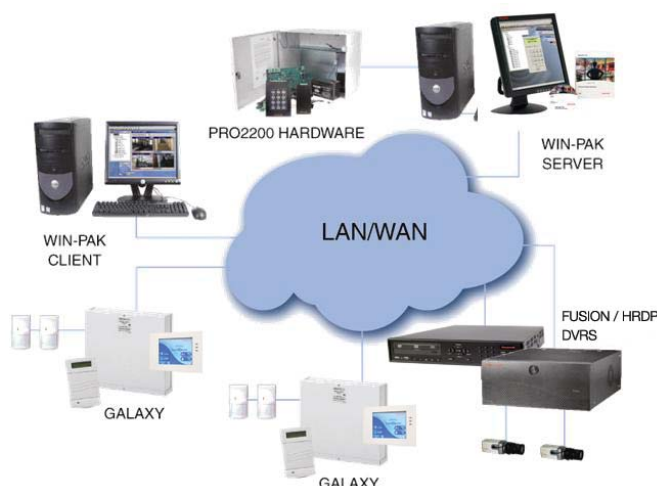 PRO2200 HARDWARE
WIN-PAK
SERVER
WIN-PAK
CLIENT
LAN/WAN
FUSION / HRDP
DVRS
GALAXY
GALAXY